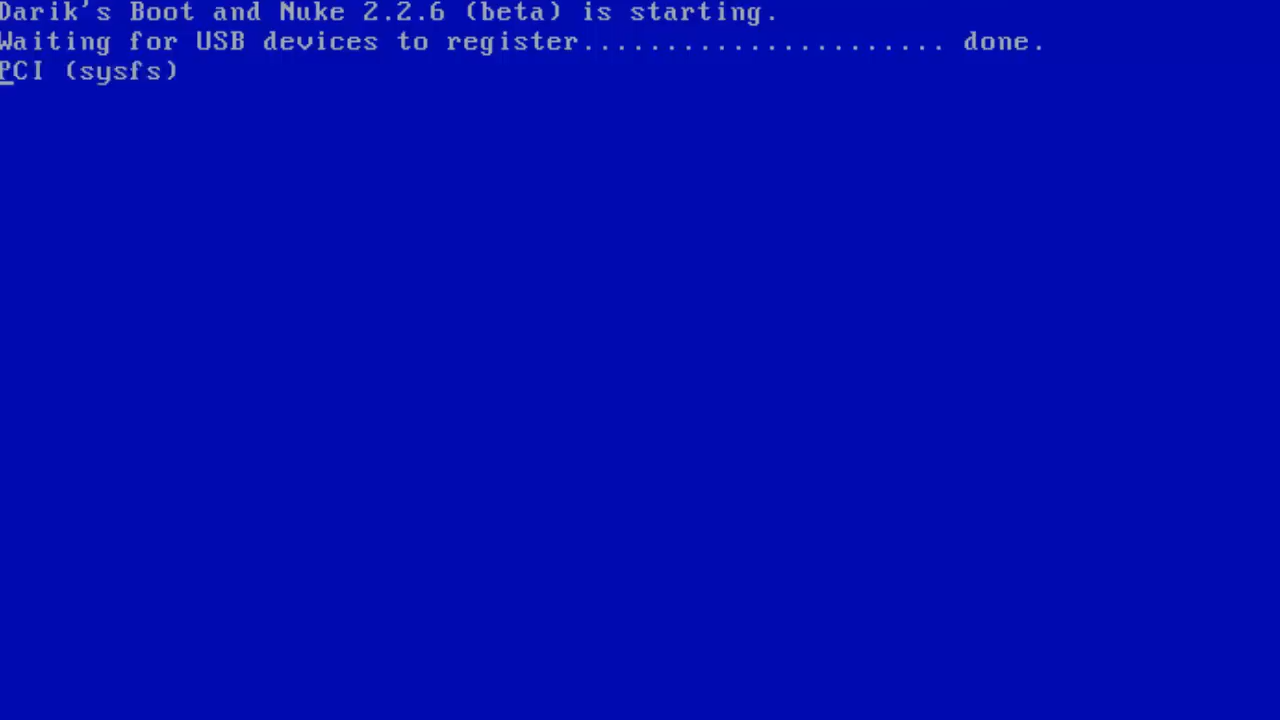 Darik's Boot and Nuke 2.2.6 (beta) is starting.
Waiting for USB devices to register...................... done.
PCI (sysfs)